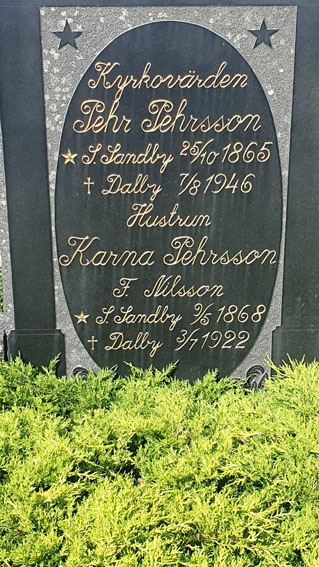 Kyrkovärden
Pehr Pehrsson
S. Sandby 25/10 1865
† Dalby 7/8 1946
Hustrun
Karna Pehrsson
F. Nilsson
S. Sandby 9/5 1868
† Dalby 3/7 1922